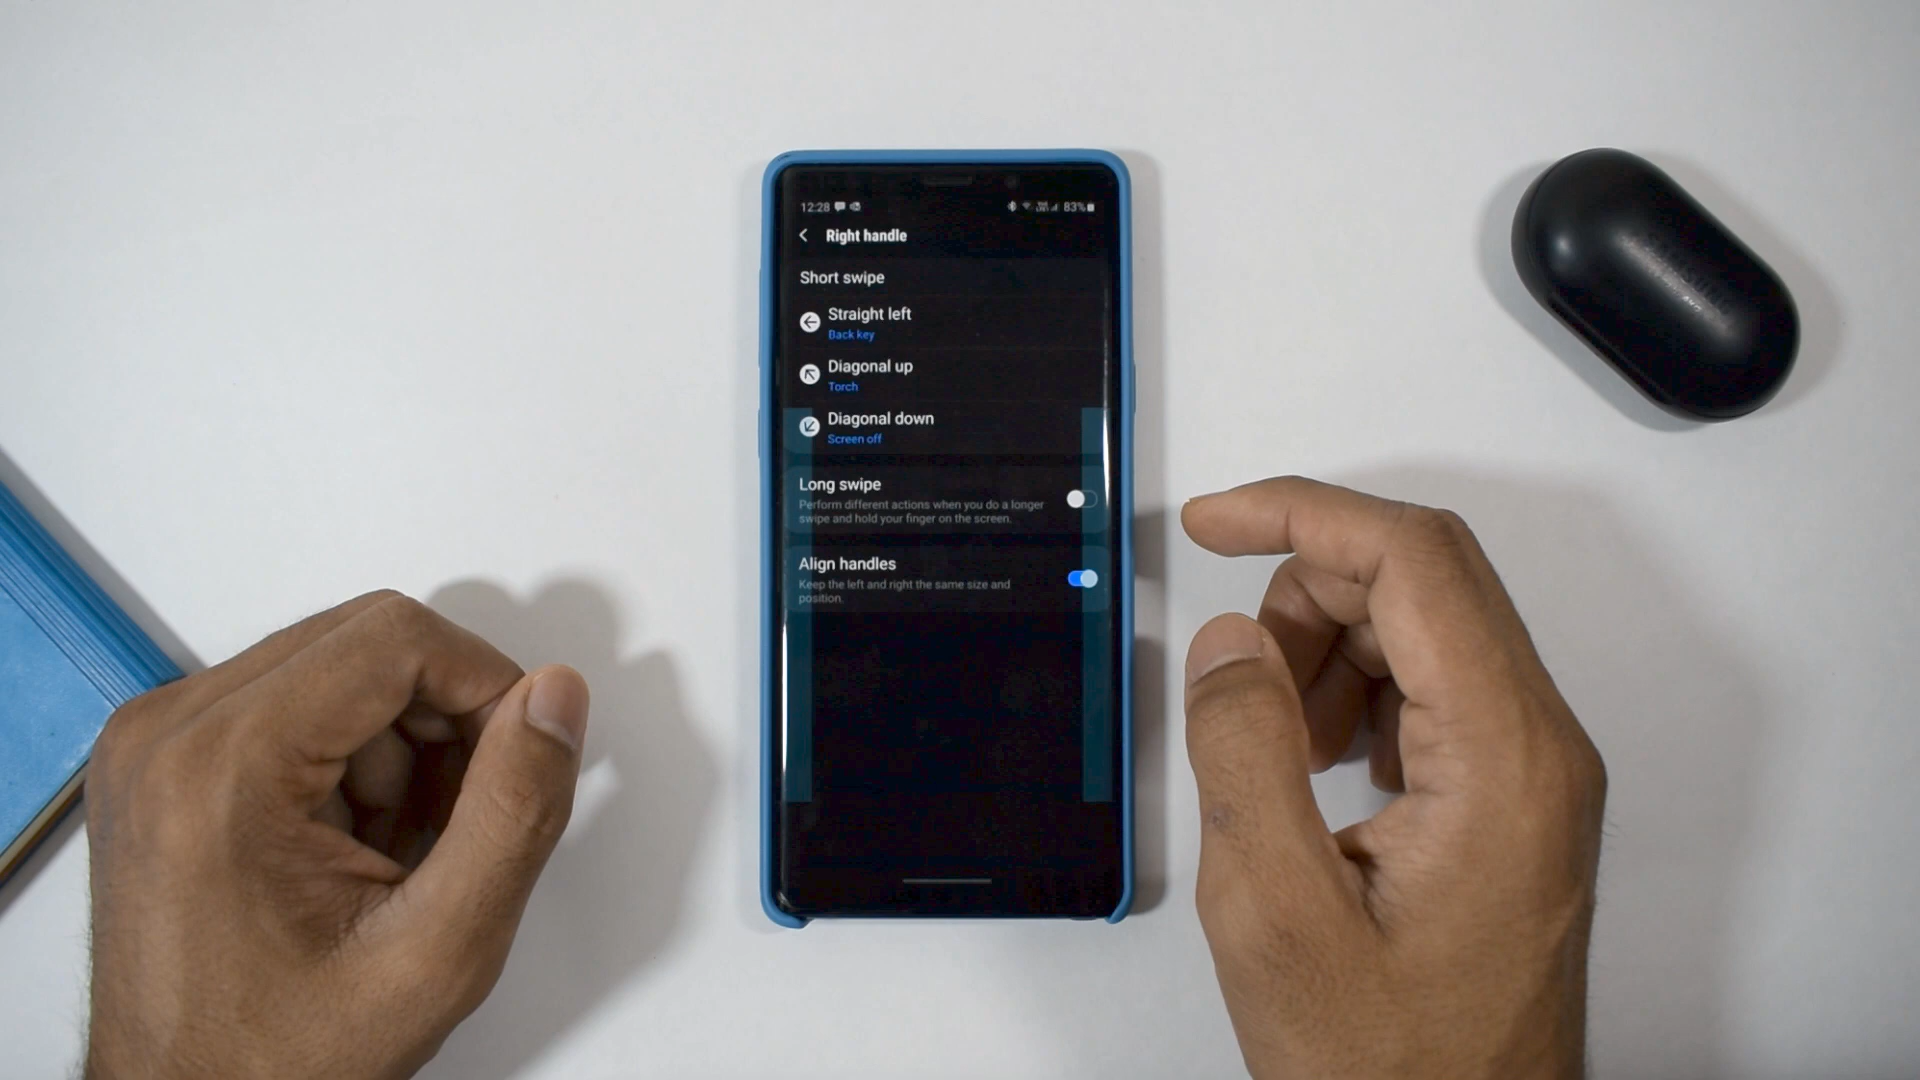 12:28
83%
Right handle
Short swipe
Straight left
Back key
Diagonal up
Torch
Diagonal down
Screen off
Long swipe
Perform different actions when you do a longer
swipe and hold your finger on the screen.
Align handles
Keep the left and right the same size and
position.